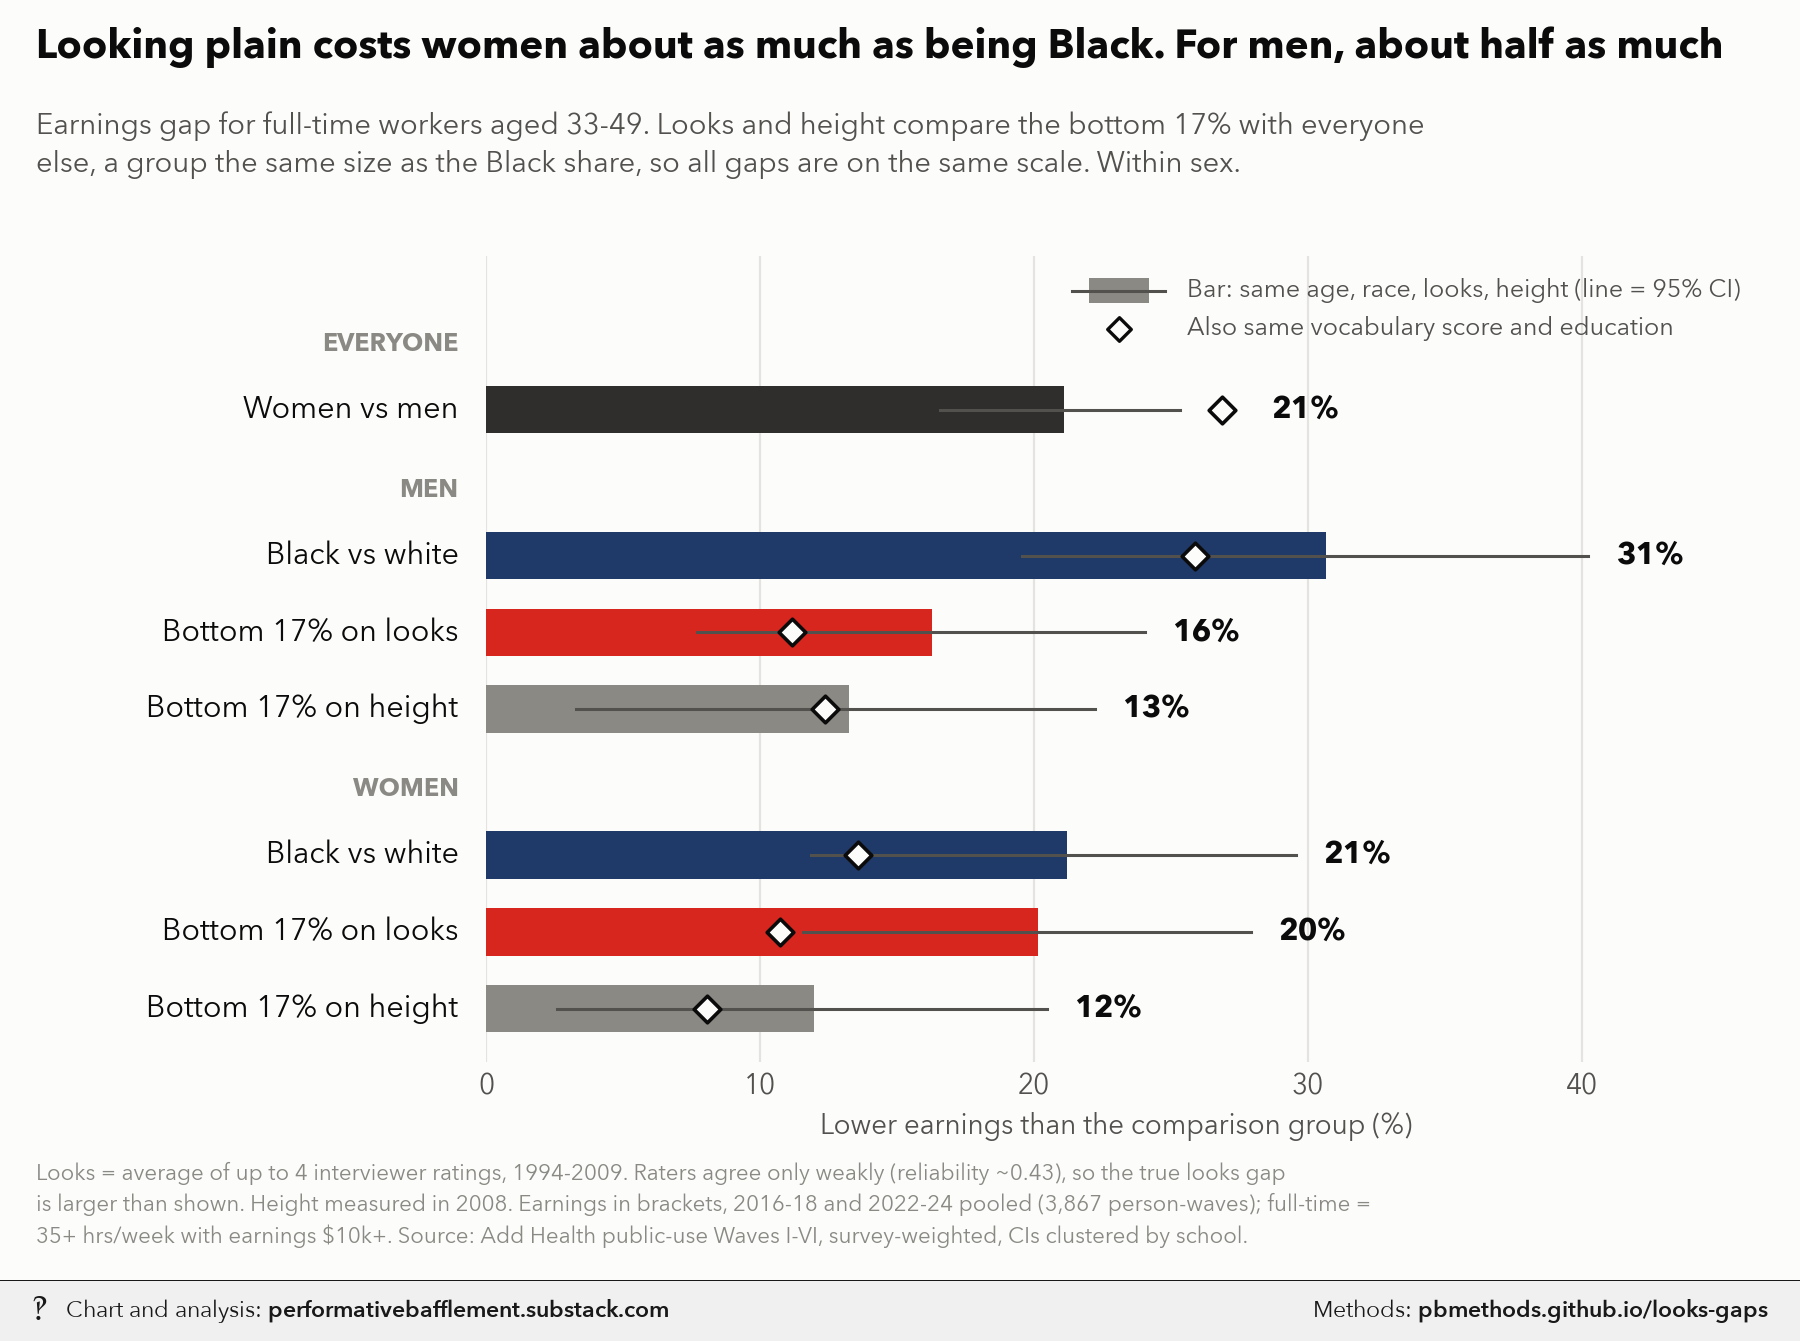 Looking plain costs women about as much as being Black. For men, about half as much
Earnings gap for full-time workers aged 33-49. Looks and height compare the bottom 17% with everyone
else, a group the same size as the Black share, so all gaps are on the same scale. Within sex.
Bar: same age, race, looks, height (line = 95% CI)
Also same vocabulary score and education
EVERYONE
Women vs men 21%
MEN
Black vs white 31%
Bottom 17% on looks 16%
Bottom 17% on height 13%
WOMEN
Black vs white 21%
Bottom 17% on looks 20%
Bottom 17% on height 12%
0 10 20 30 40
Lower earnings than the comparison group (%)
Looks = average of up to 4 interviewer ratings, 1994-2009. Raters agree only weakly (reliability ~0.43), so the true looks gap
is larger than shown. Height measured in 2008. Earnings in brackets, 2016-18 and 2022-24 pooled (3,867 person-waves); full-time =
35+ hrs/week with earnings $10k+. Source: Add Health public-use Waves I-VI, survey-weighted, CIs clustered by school.
‽ Chart and analysis: performativebafflement.substack.com
Methods: pbmethods.github.io/looks-gaps